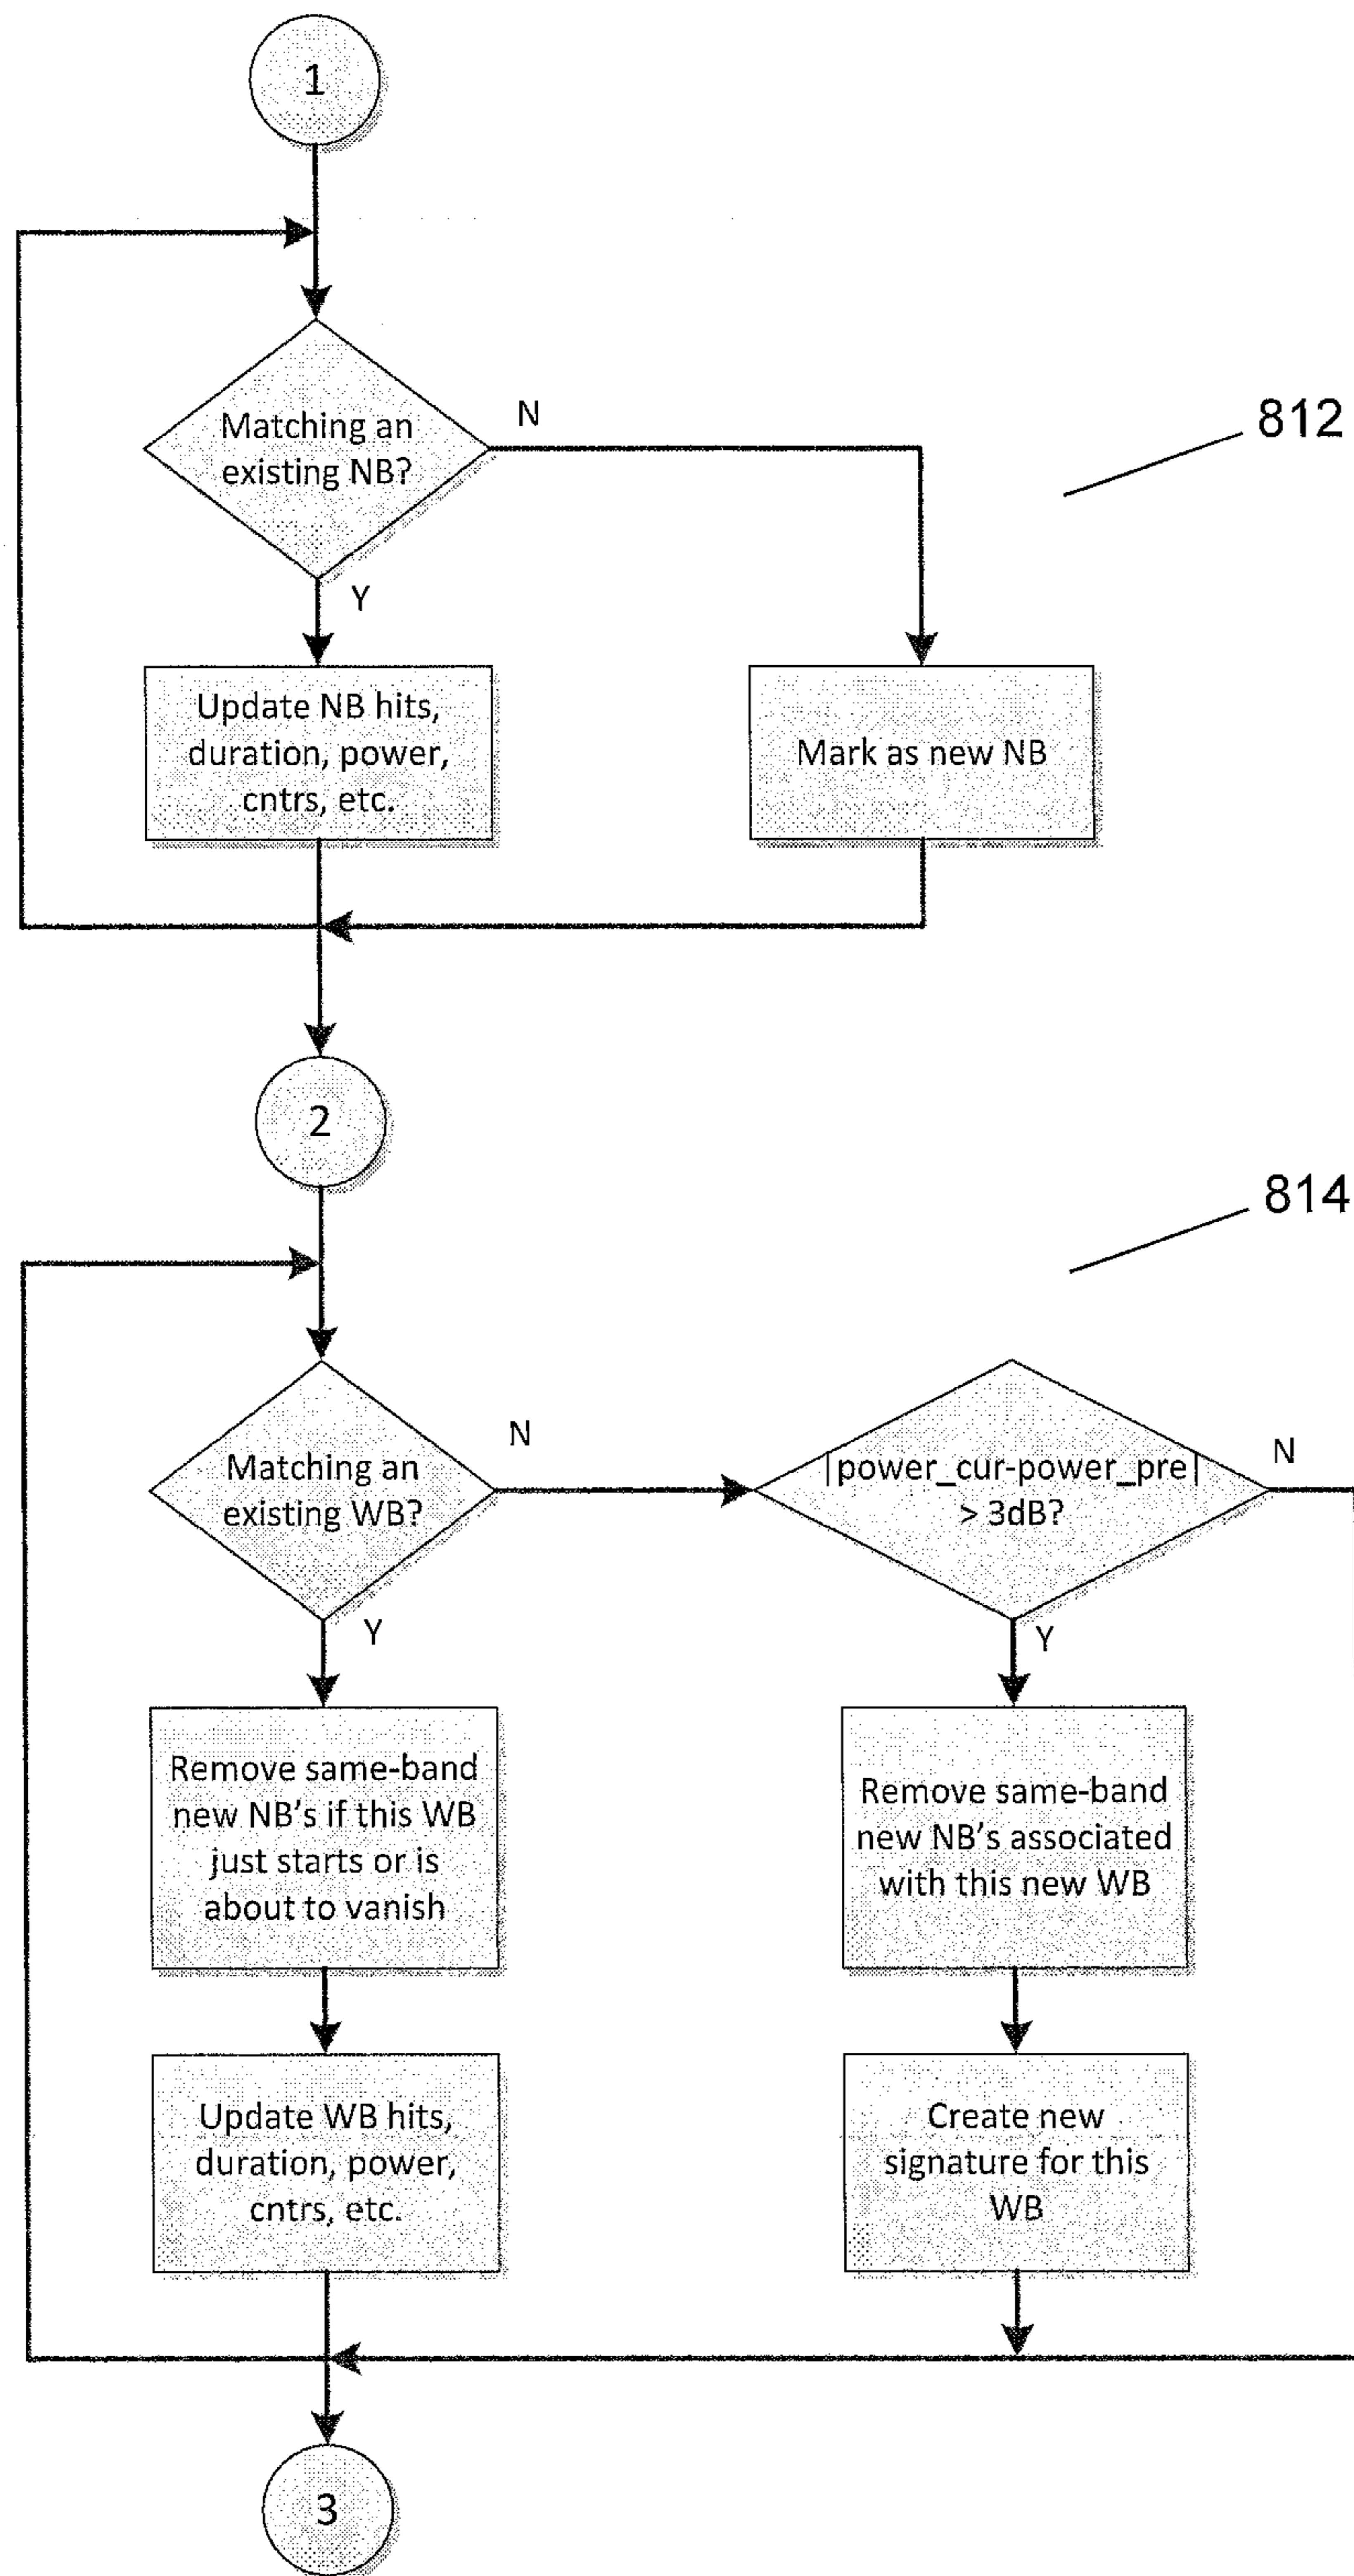 1
Matching an
existing NB?
N
812
Y
Update NB hits,
duration, power,
cntrs, etc.
Mark as new NB
2
814
Matching an
existing WB?
N
|power_cur-power_pre|
> 3dB?
N
Y
Y
Remove same-band
new NB's if this WB
just starts or is
about to vanish
Remove same-band
new NB's associated
with this new WB
Update WB hits,
duration, power,
cntrs, etc.
Create new
signature for this
WB
3